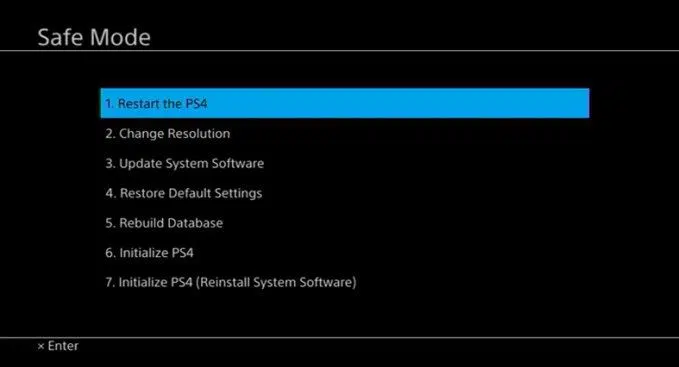 Safe Mode
1. Restart the PS4
2. Change Resolution
3. Update System Software
4. Restore Default Settings
5. Rebuild Database
6. Initialize PS4
7. Initialize PS4 (Reinstall System Software)
× Enter